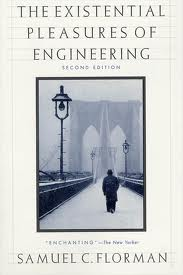 THE EXISTENTIAL
PLEASURES OF
ENGINEERING
SECOND EDITION
"ENCHANTING"—The New Yorker
SAMUEL C. FLORMAN